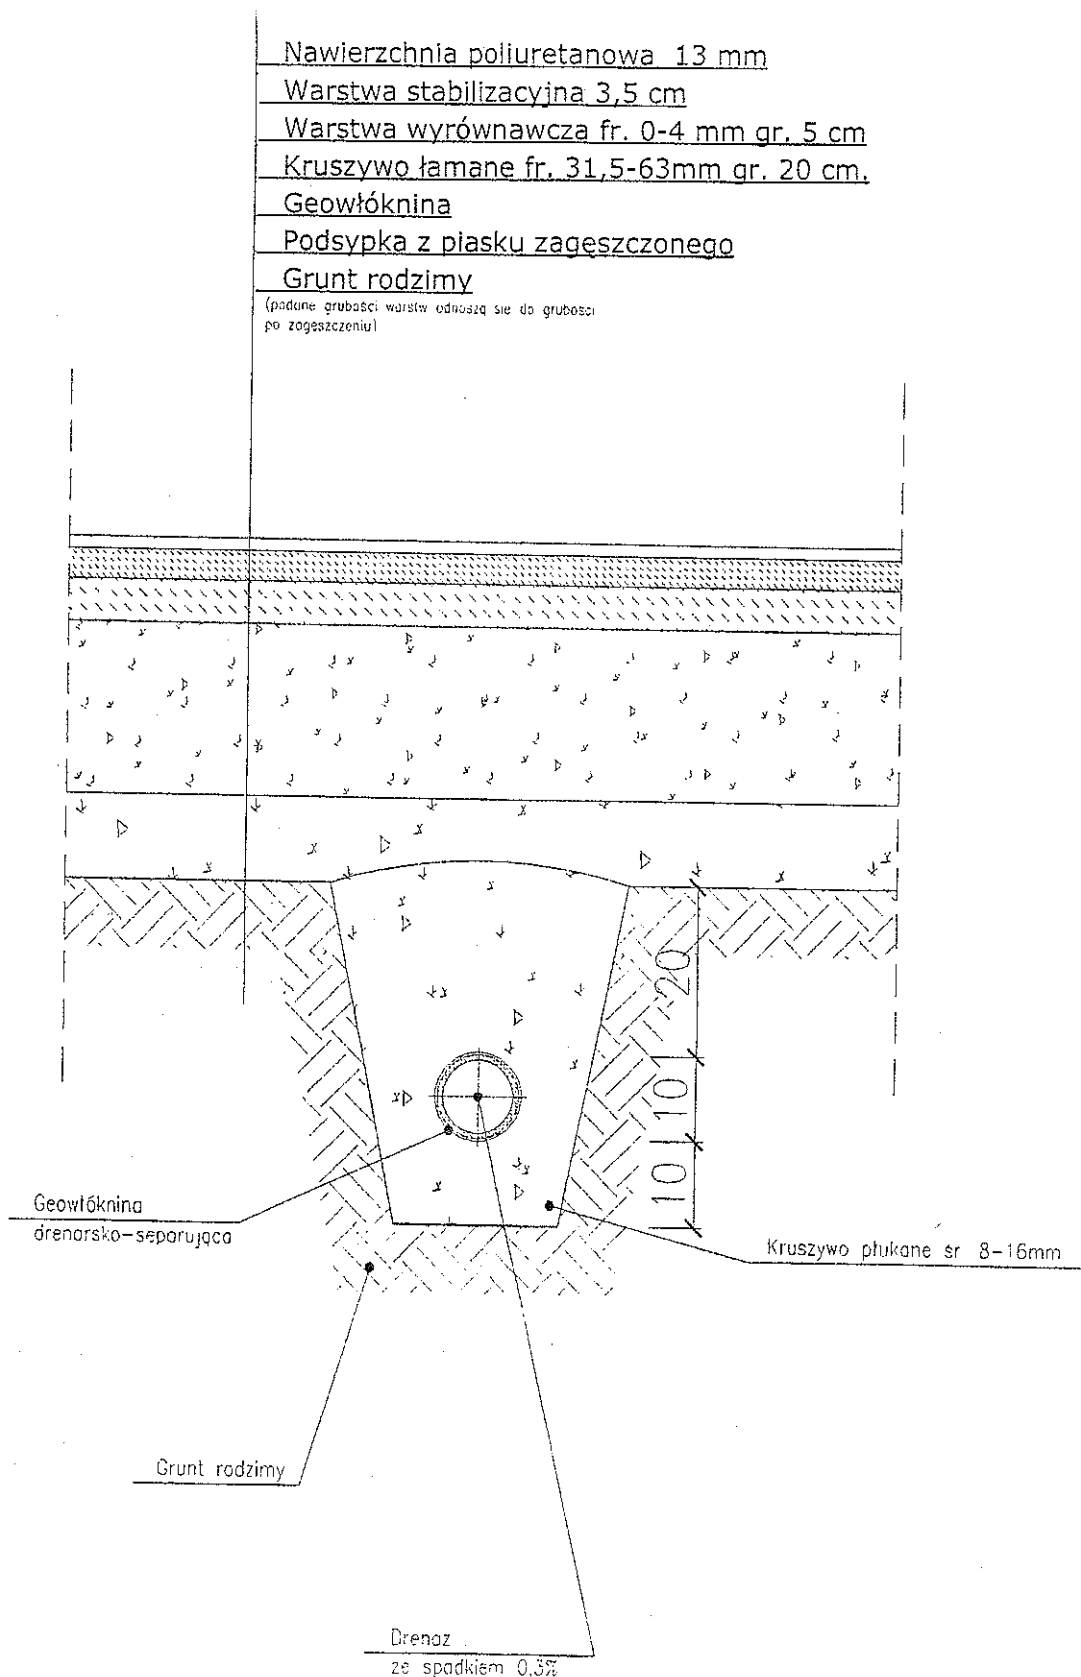 Nawierzchnia poliuretanowa 13 mm
Warstwa stabilizacyjna 3,5 cm
Warstwa wyrównawcza fr. 0-4 mm gr. 5 cm
Kruszywo łamane fr. 31,5-63mm gr. 20 cm.
Geowłóknina
Podsypka z piasku zagęszczonego
Grunt rodzimy
(podane grubości warstw odnoszą sie do grubości
po zagęszczeniu)
20
10
10
Geowłóknina
drenarsko-separująca
Kruszywo płukane śr 8-16mm
Grunt rodzimy
Drenaz
ze spadkiem 0,3%